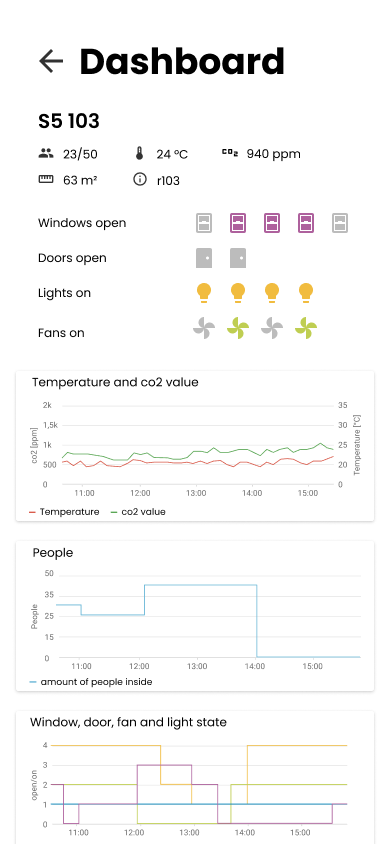 Dashboard
S5 103
23/50 24 °C CO₂ 940 ppm
63 m² r103
Windows open
Doors open
Lights on
Fans on
Temperature and co2 value
2k 35
1,5k 30
1k 25
500 20
0 0
co2 [ppm]
Temperature [°C]
11:00 12:00 13:00 14:00 15:00
Temperature co2 value
People
50
35
25
15
0
People
11:00 12:00 13:00 14:00 15:00
amount of people inside
Window, door, fan and light state
4
3
2
1
0
open/on
11:00 12:00 13:00 14:00 15:00